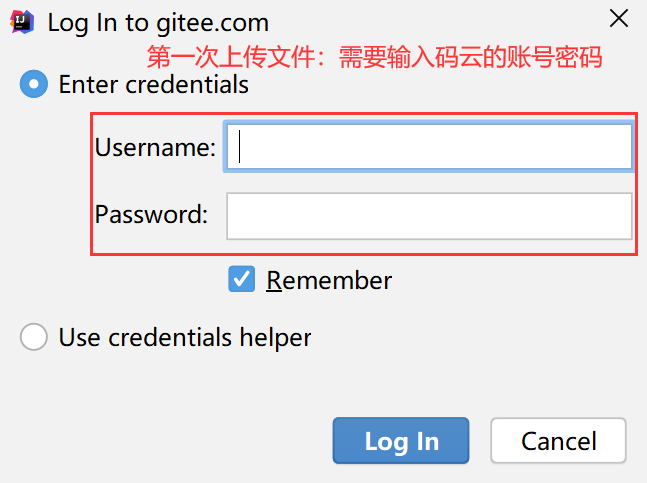 Log In to gitee.com
第一次上传文件：需要输入码云的账号密码
Enter credentials
Username:
Password:
Remember
Use credentials helper
Log In
Cancel